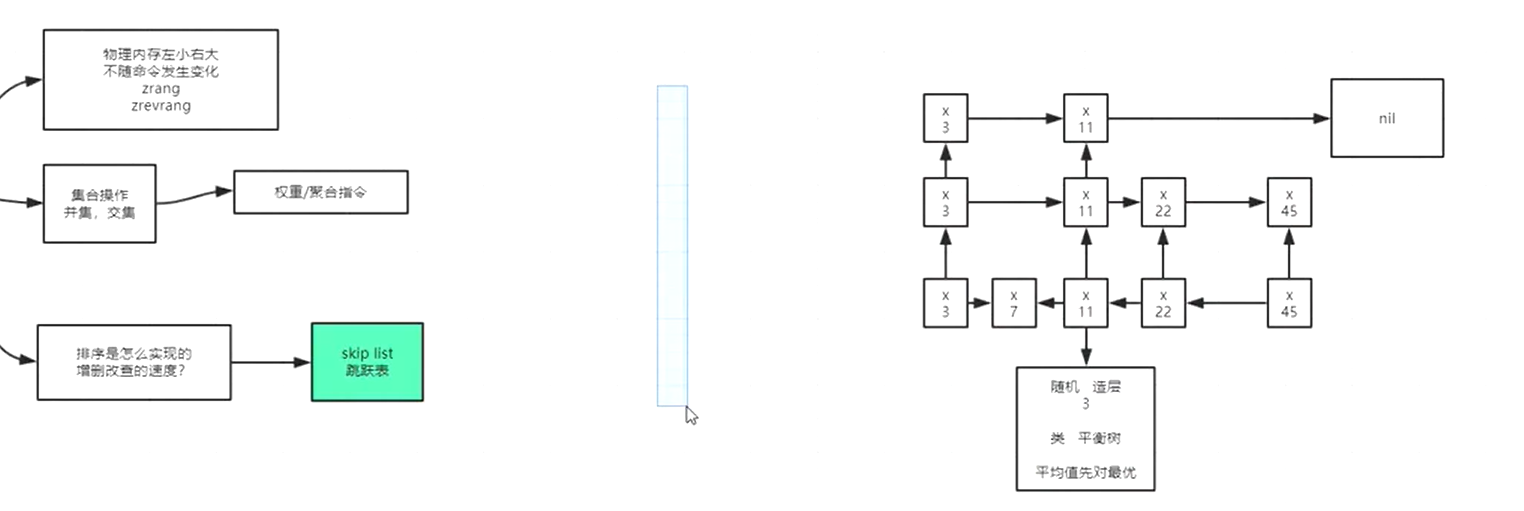 物理内存左小右大
不随命令发生变化
zrang
zrevrang
集合操作
并集，交集
权重/聚合指令
排序是怎么实现的
增删改查的速度？
skip list
跳跃表
x
3
x
11
nil
x
3
x
11
x
22
x
45
x
3
x
7
x
11
x
22
x
45
随机 造层
3
类 平衡树
平均值先对最优